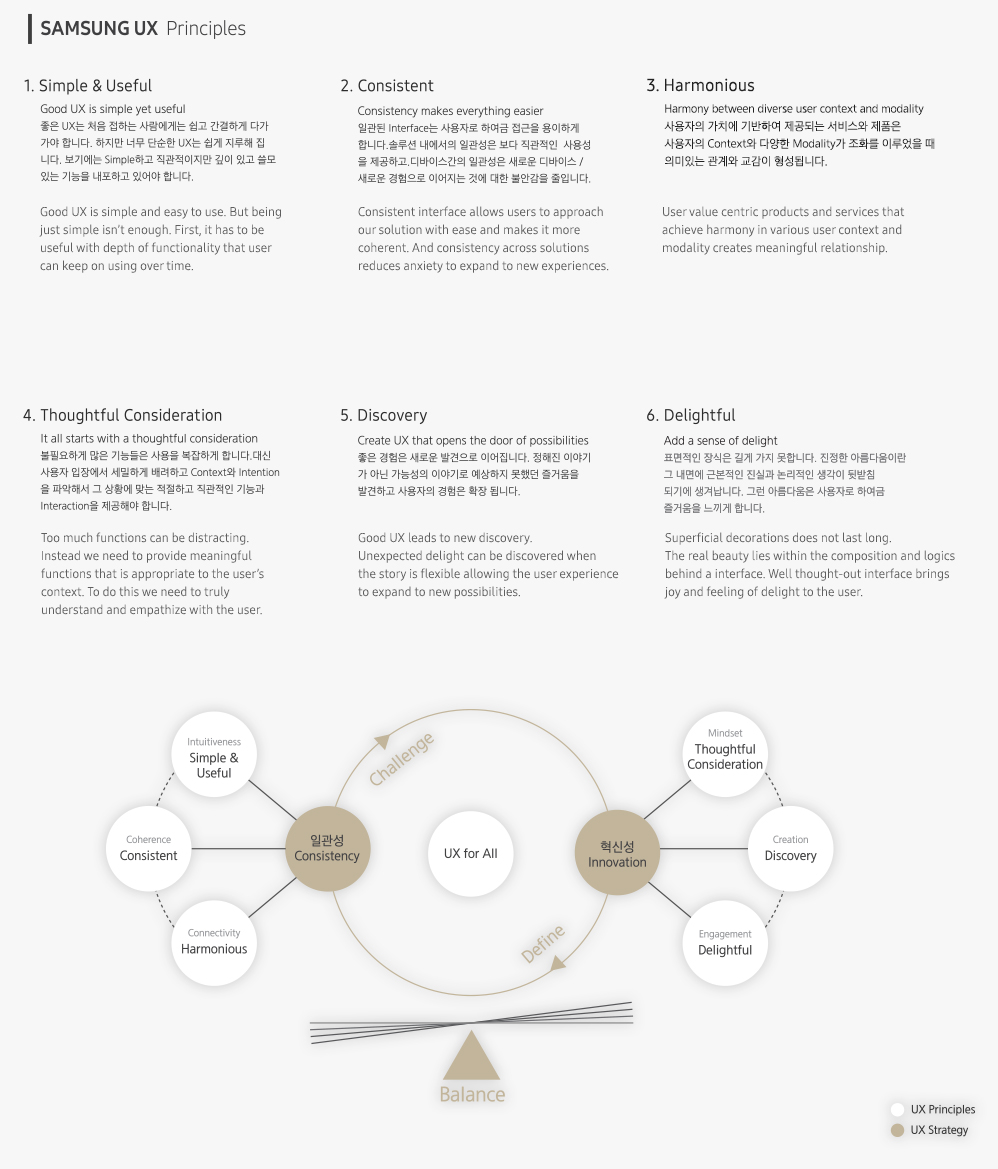 SAMSUNG UX Principles
1. Simple & Useful
Good UX is simple yet useful
좋은 UX는 처음 접하는 사람에게는 쉽고 간결하게 다가
가야 합니다. 하지만 너무 단순한 UX는 쉽게 지루해 집
니다. 보기에는 Simple하고 직관적이지만 깊이 있고 쓸모
있는 기능을 내포하고 있어야 합니다.
Good UX is simple and easy to use. But being
just simple isn't enough. First, it has to be
useful with depth of functionality that user
can keep on using over time.
2. Consistent
Consistency makes everything easier
일관된 Interface는 사용자로 하여금 접근을 용이하게
합니다.솔루션 내에서의 일관성은 보다 직관적인 사용성
을 제공하고.디바이스간의 일관성은 새로운 디바이스 /
새로운 경험으로 이어지는 것에 대한 불안감을 줄입니다.
Consistent interface allows users to approach
our solution with ease and makes it more
coherent. And consistency across solutions
reduces anxiety to expand to new experiences.
3. Harmonious
Harmony between diverse user context and modality
사용자의 가치에 기반하여 제공되는 서비스와 제품은
사용자의 Context와 다양한 Modality가 조화를 이루었을 때
의미있는 관계와 교감이 형성됩니다.
User value centric products and services that
achieve harmony in various user context and
modality creates meaningful relationship.
4. Thoughtful Consideration
It all starts with a thoughtful consideration
불필요하게 많은 기능들은 사용을 복잡하게 합니다.대신
사용자 입장에서 세밀하게 배려하고 Context와 Intention
을 파악해서 그 상황에 맞는 적절하고 직관적인 기능과
Interaction을 제공해야 합니다.
Too much functions can be distracting.
Instead we need to provide meaningful
functions that is appropriate to the user's
context. To do this we need to truly
understand and empathize with the user.
5. Discovery
Create UX that opens the door of possibilities
좋은 경험은 새로운 발견으로 이어집니다. 정해진 이야기
가 아닌 가능성의 이야기로 예상하지 못했던 즐거움을
발견하고 사용자의 경험은 확장 됩니다.
Good UX leads to new discovery.
Unexpected delight can be discovered when
the story is flexible allowing the user experience
to expand to new possibilities.
6. Delightful
Add a sense of delight
표면적인 장식은 길게 가지 못합니다. 진정한 아름다움이란
그 내면에 근본적인 진실과 논리적인 생각이 뒷받침
되기에 생겨납니다. 그런 아름다움은 사용자로 하여금
즐거움을 느끼게 합니다.
Superficial decorations does not last long.
The real beauty lies within the composition and logics
behind a interface. Well thought-out interface brings
joy and feeling of delight to the user.
Intuitiveness
Simple &
Useful
Coherence
Consistent
Connectivity
Harmonious
일관성
Consistency
Challenge
UX for All
Define
혁신성
Innovation
Mindset
Thoughtful
Consideration
Creation
Discovery
Engagement
Delightful
Balance
UX Principles
UX Strategy